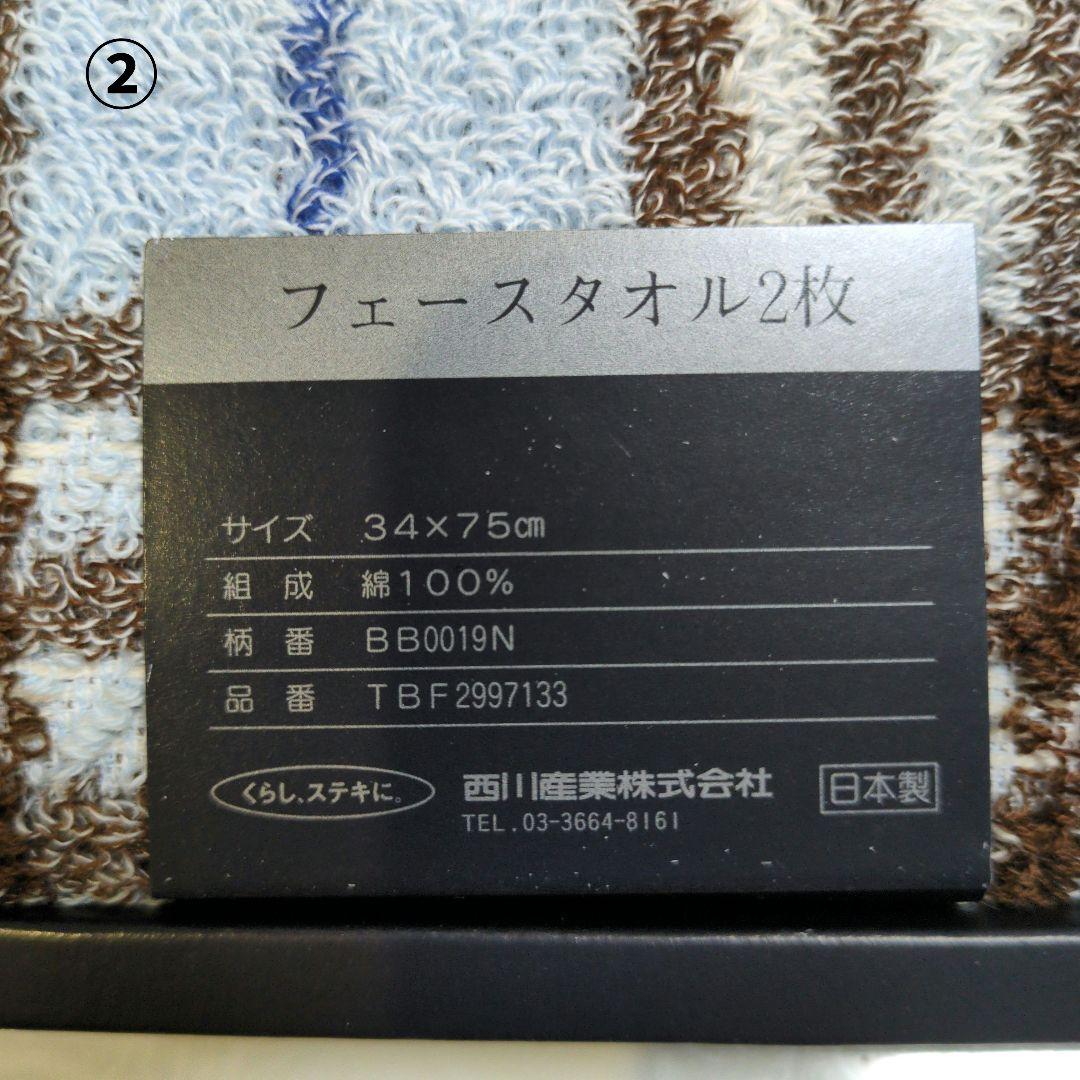 ②
フェースタオル2枚
サイズ 34×75㎝
組成 綿100%
柄番 BB0019N
品番 TBF2997133
くらし、ステキに。
西川産業株式会社
TEL.03-3664-8161
日本製